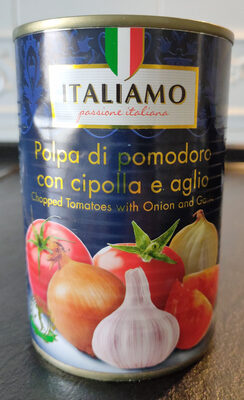 ITALIAMO
passione italiana
Polpa di pomodoro
con cipolla e aglio
Chopped Tomatoes with Onion and